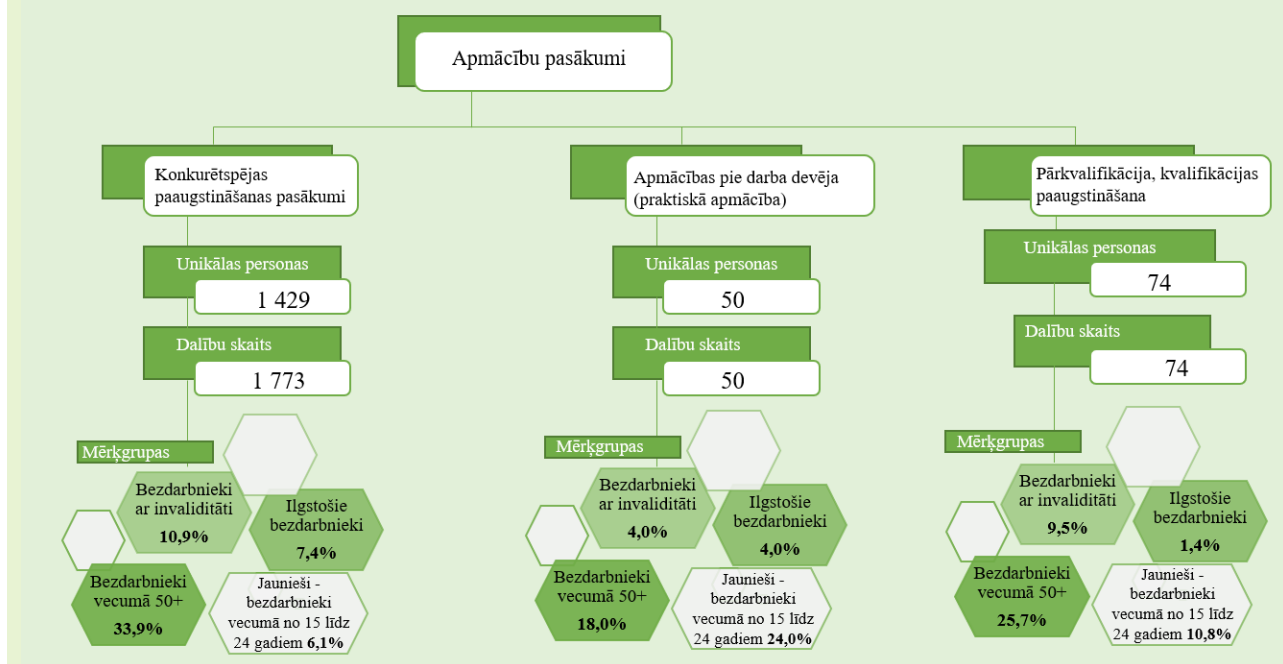 Apmācību pasākumi
Konkurētspējas
paaugstināšanas pasākumi
Unikālas personas
1 429
Dalību skaits
1 773
Mērķgrupas
Bezdarbnieki
ar invaliditāti
10,9%
Ilgstošie
bezdarbnieki
7,4%
Bezdarbnieki
vecumā 50+
33,9%
Jaunieši -
bezdarbnieki
vecumā no 15 līdz
24 gadiem 6,1%
Apmācības pie darba devēja
(praktiskā apmācība)
Unikālas personas
50
Dalību skaits
50
Mērķgrupas
Bezdarbnieki
ar invaliditāti
4,0%
Ilgstošie
bezdarbnieki
4,0%
Bezdarbnieki
vecumā 50+
18,0%
Jaunieši -
bezdarbnieki
vecumā no 15 līdz
24 gadiem 24,0%
Pārkvalifikācija, kvalifikācijas
paaugstināšana
Unikālas personas
74
Dalību skaits
74
Mērķgrupas
Bezdarbnieki
ar invaliditāti
9,5%
Ilgstošie
bezdarbnieki
1,4%
Bezdarbnieki
vecumā 50+
25,7%
Jaunieši -
bezdarbnieki
vecumā no 15 līdz
24 gadiem 10,8%